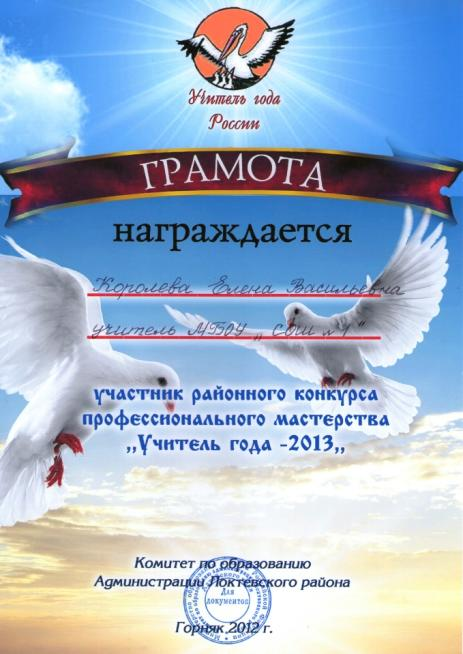 Учитель года
России
ГРАМОТА
награждается
Королева Елена Васильевна
учитель МБОУ „СОШ №1"
участник районного конкурса
профессионального мастерства
,,Учитель года -2013,,
Комитет по образованию
Администрации Локтевского района
Для
документов
Горняк 2012 г.